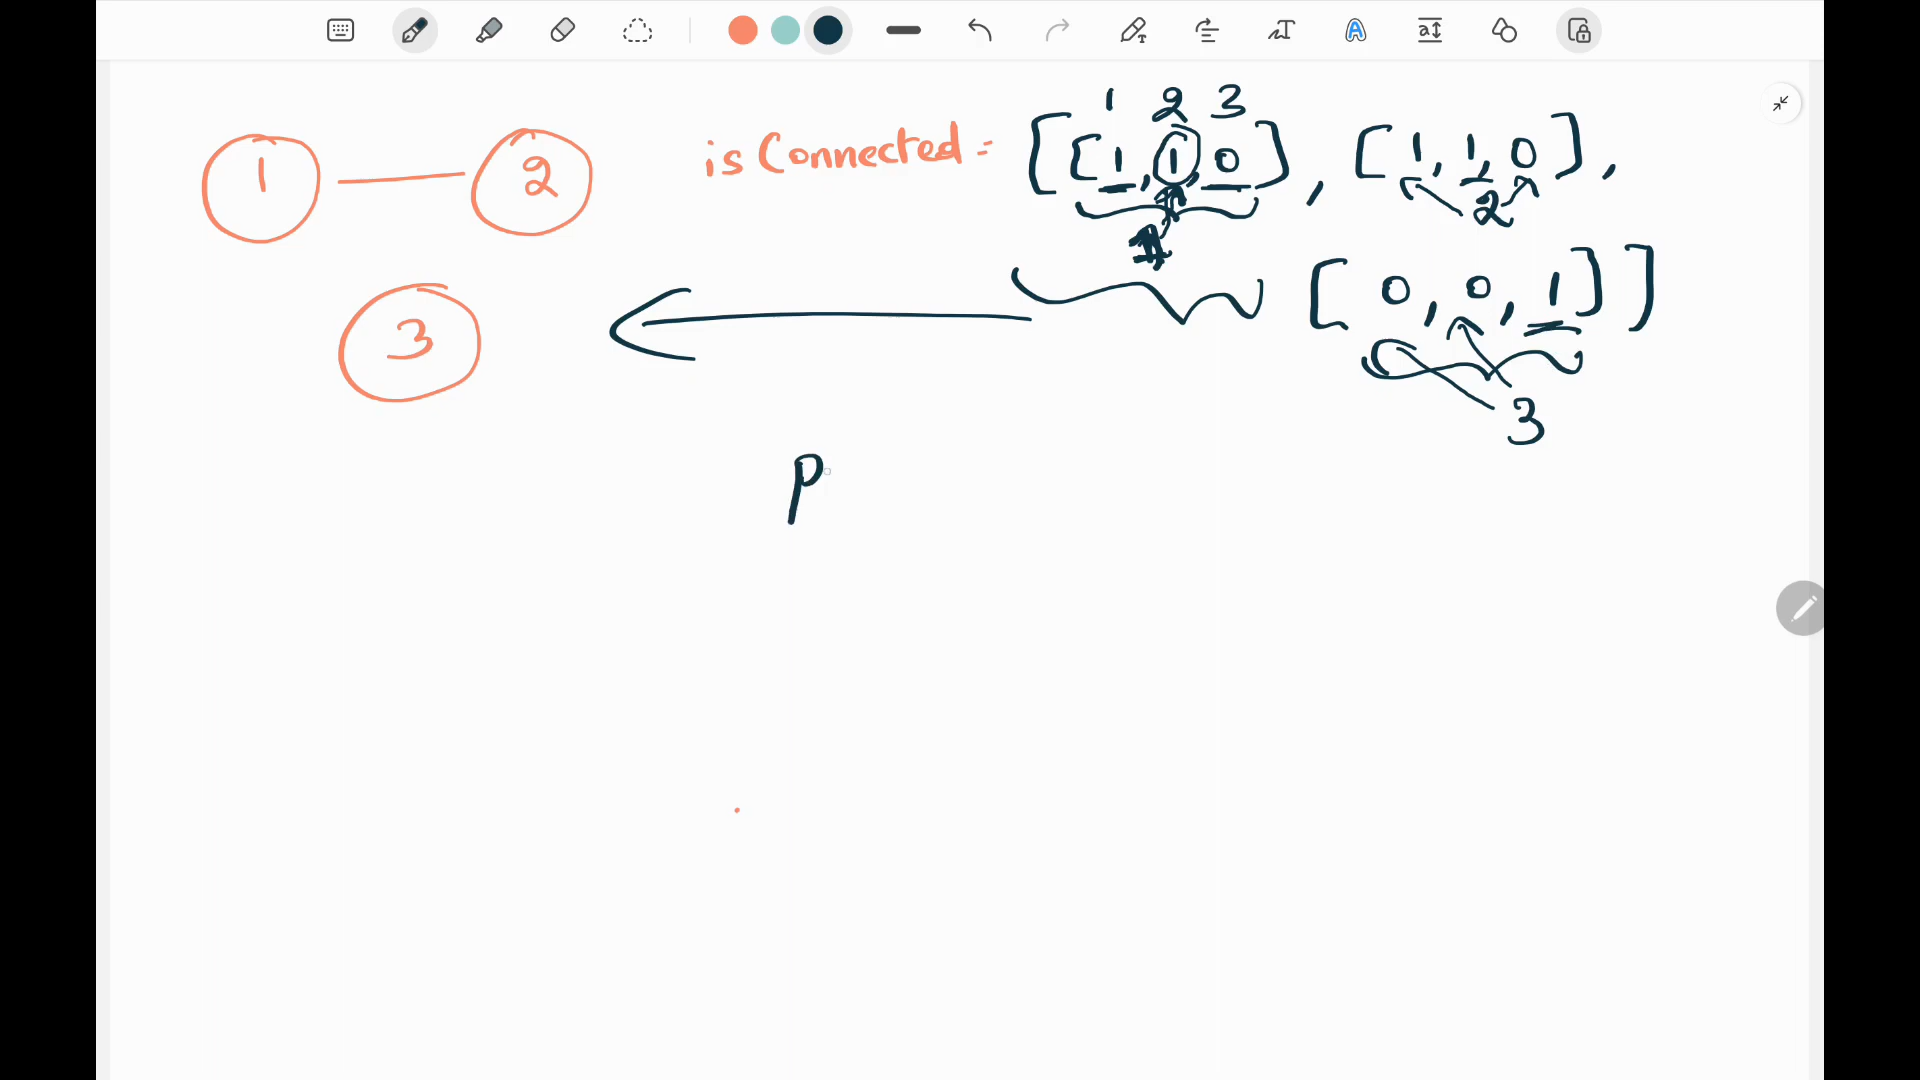 1 2 3
1 2 is Connected = [[1, 1, 0], [1, 1, 0],
1 2
3 [0, 0, 1]]
3
P